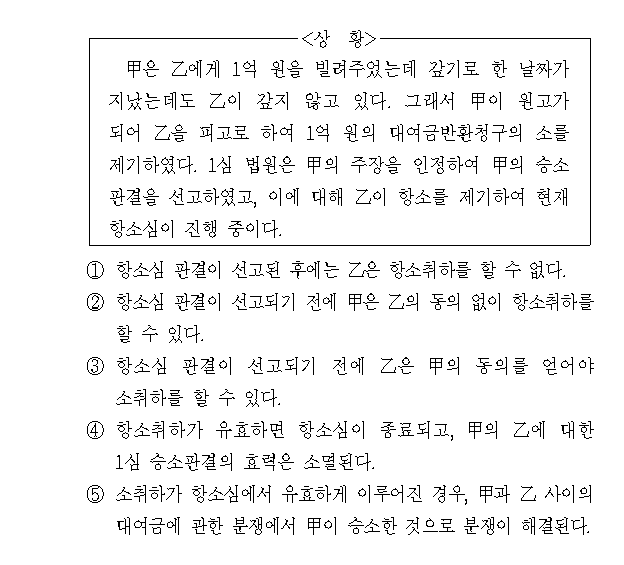 <상 황>
甲은 乙에게 1억 원을 빌려주었는데 갚기로 한 날짜가
지났는데도 乙이 갚지 않고 있다. 그래서 甲이 원고가
되어 乙을 피고로 하여 1억 원의 대여금반환청구의 소를
제기하였다. 1심 법원은 甲의 주장을 인정하여 甲의 승소
판결을 선고하였고, 이에 대해 乙이 항소를 제기하여 현재
항소심이 진행 중이다.
① 항소심 판결이 선고된 후에는 乙은 항소취하를 할 수 없다.
② 항소심 판결이 선고되기 전에 甲은 乙의 동의 없이 항소취하를
할 수 있다.
③ 항소심 판결이 선고되기 전에 乙은 甲의 동의를 얻어야
소취하를 할 수 있다.
④ 항소취하가 유효하면 항소심이 종료되고, 甲의 乙에 대한
1심 승소판결의 효력은 소멸된다.
⑤ 소취하가 항소심에서 유효하게 이루어진 경우, 甲과 乙 사이의
대여금에 관한 분쟁에서 甲이 승소한 것으로 분쟁이 해결된다.